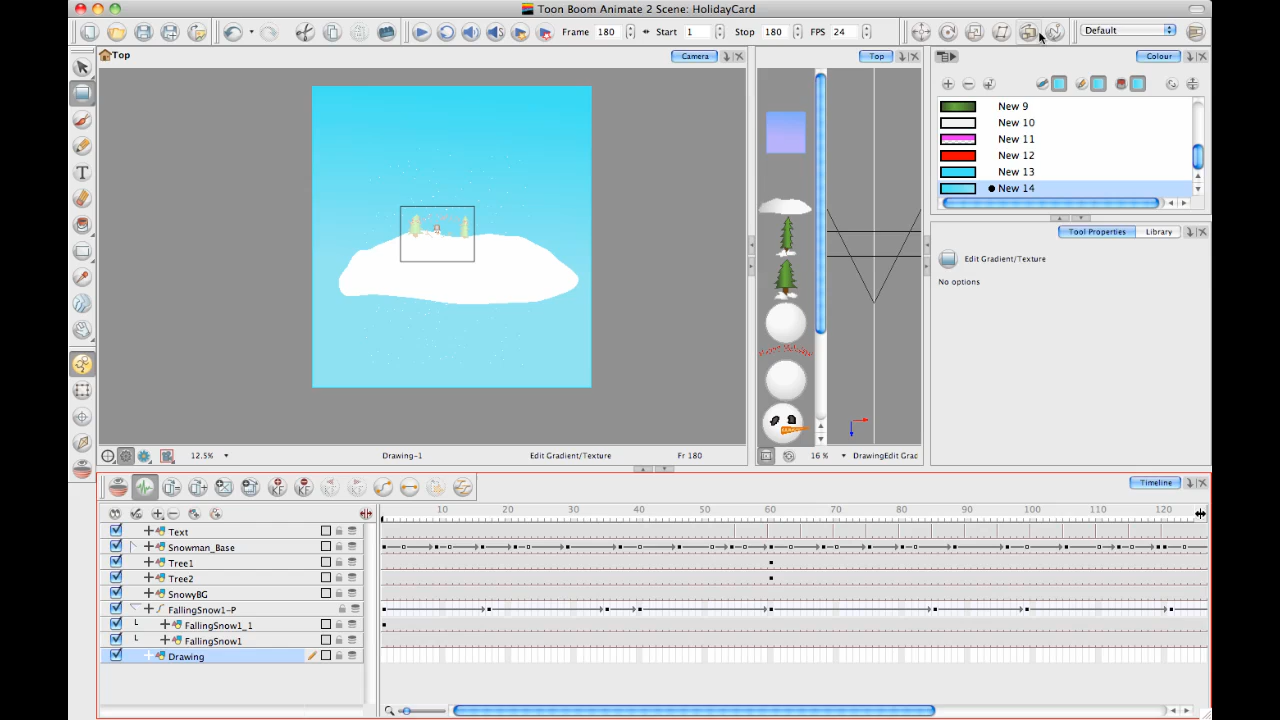 Toon Boom Animate 2 Scene: HolidayCard
Frame 180 Start 1 Stop 180 FPS 24 Default
Top Camera Top Colour
New 9
New 10
New 11
New 12
New 13
New 14
Tool Properties Library
Edit Gradient/Texture
No options
T
12.5% Drawing-1 Edit Gradient/Texture Fr 180 16 % DrawingEdit Grad
Timeline
10 20 30 40 50 60 70 80 90 100 110 120
Text
Snowman_Base
Tree1
Tree2
SnowyBG
FallingSnow1-P
FallingSnow1_1
FallingSnow1
Drawing